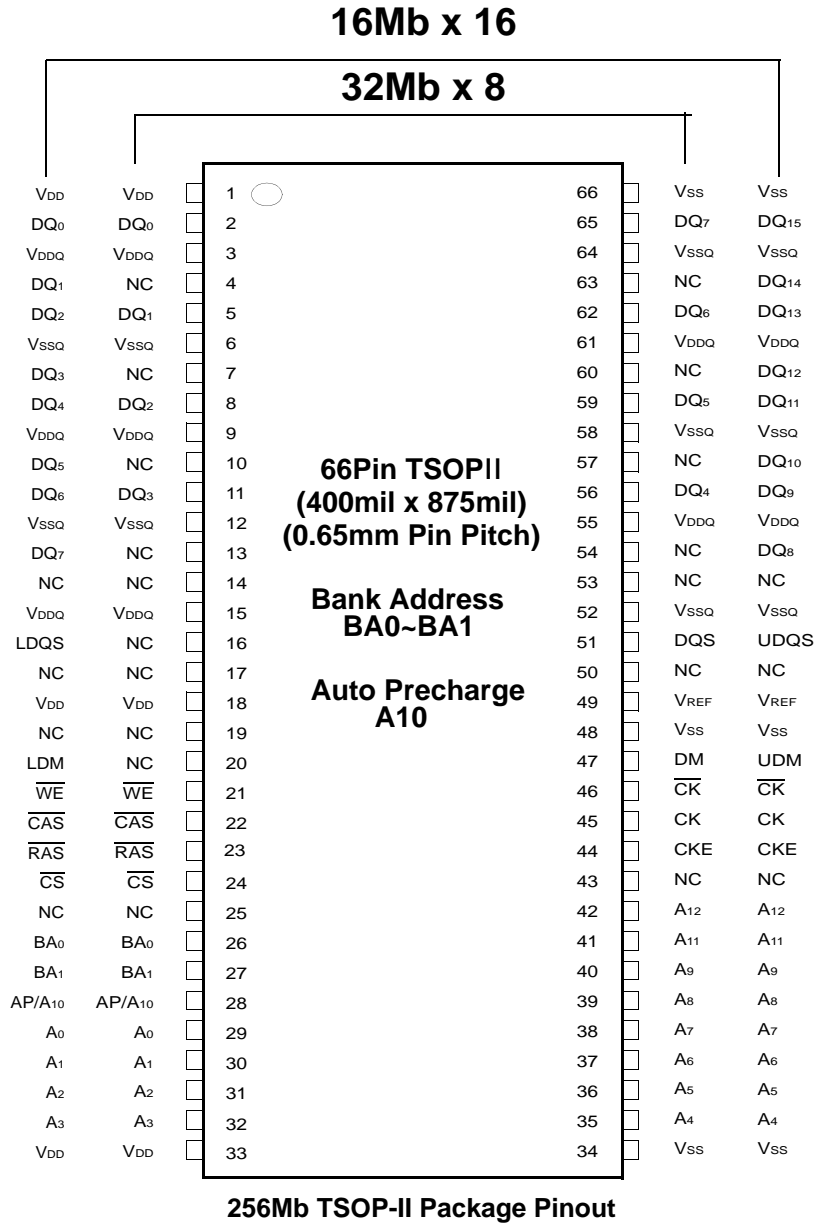 16Mb x 16
32Mb x 8
VDD VDD 1 66 VSS VSS
DQ0 DQ0 2 65 DQ7 DQ15
VDDQ VDDQ 3 64 VSSQ VSSQ
DQ1 NC 4 63 NC DQ14
DQ2 DQ1 5 62 DQ6 DQ13
VSSQ VSSQ 6 61 VDDQ VDDQ
DQ3 NC 7 60 NC DQ12
DQ4 DQ2 8 59 DQ5 DQ11
VDDQ VDDQ 9 58 VSSQ VSSQ
DQ5 NC 10 57 NC DQ10
DQ6 DQ3 11 56 DQ4 DQ9
VSSQ VSSQ 12 55 VDDQ VDDQ
DQ7 NC 13 54 NC DQ8
NC NC 14 53 NC NC
VDDQ VDDQ 15 52 VSSQ VSSQ
LDQS NC 16 51 DQS UDQS
NC NC 17 50 NC NC
VDD VDD 18 49 VREF VREF
NC NC 19 48 VSS VSS
LDM NC 20 47 DM UDM
W̅E̅ W̅E̅ 21 46 C̅K̅ C̅K̅
C̅A̅S̅ C̅A̅S̅ 22 45 CK CK
R̅A̅S̅ R̅A̅S̅ 23 44 CKE CKE
C̅S̅ C̅S̅ 24 43 NC NC
NC NC 25 42 A12 A12
BA0 BA0 26 41 A11 A11
BA1 BA1 27 40 A9 A9
AP/A10 AP/A10 28 39 A8 A8
A0 A0 29 38 A7 A7
A1 A1 30 37 A6 A6
A2 A2 31 36 A5 A5
A3 A3 32 35 A4 A4
VDD VDD 33 34 VSS VSS
66Pin TSOPII
(400mil x 875mil)
(0.65mm Pin Pitch)
Bank Address
BA0~BA1
Auto Precharge
A10
256Mb TSOP-II Package Pinout